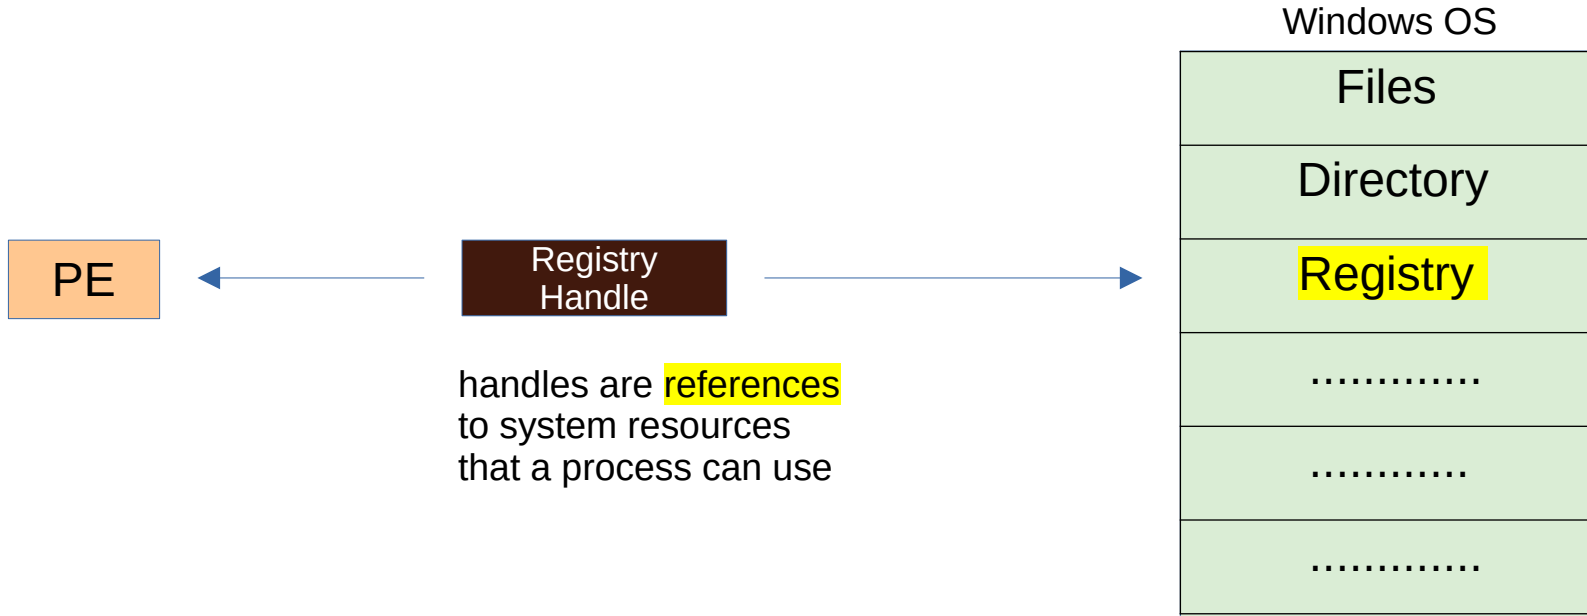 Windows OS
Files
Directory
PE
Registry
Handle
Registry
handles are references
to system resources
that a process can use
.............
............
.............